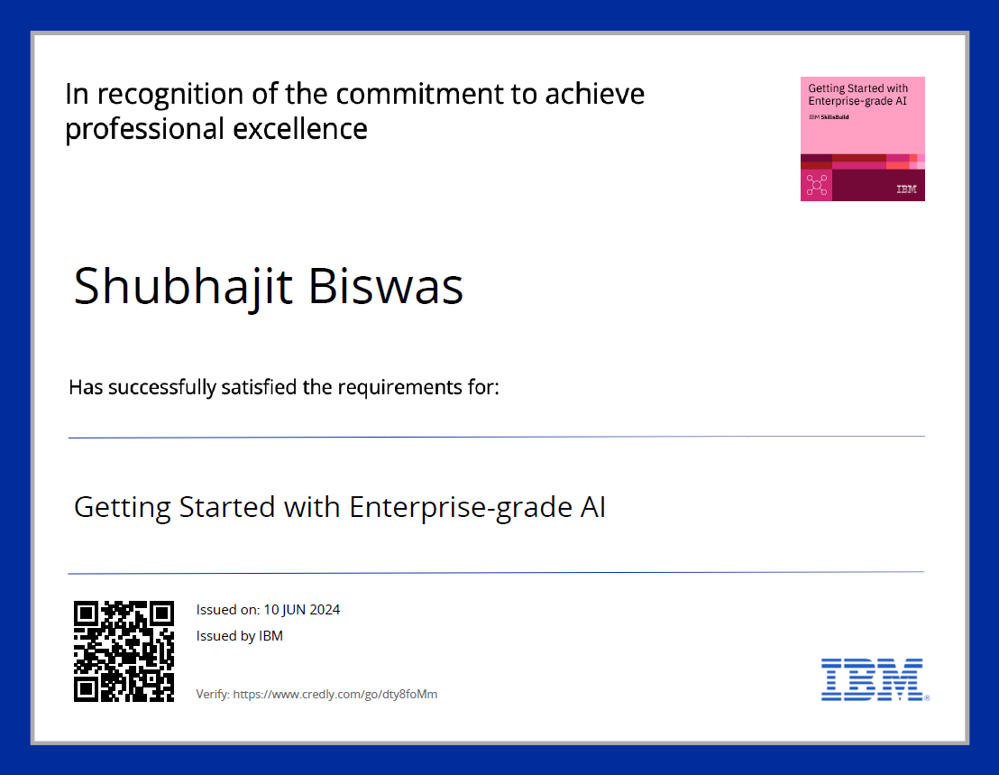 In recognition of the commitment to achieve
professional excellence
Getting Started with
Enterprise-grade AI
IBM SkillsBuild
IBM
Shubhajit Biswas
Has successfully satisfied the requirements for:
Getting Started with Enterprise-grade AI
Issued on: 10 JUN 2024
Issued by IBM
Verify: https://www.credly.com/go/dty8foMm
IBM®